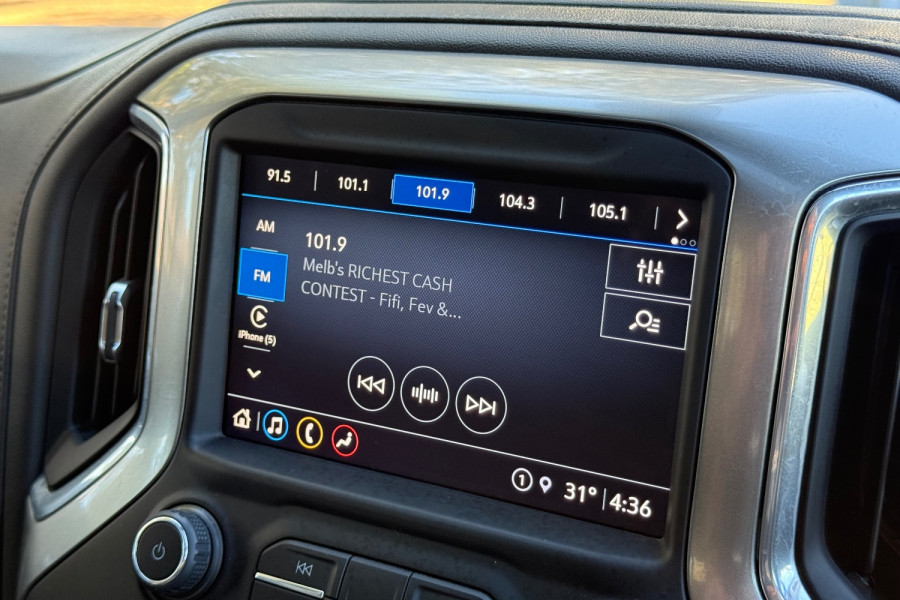 91.5 101.1 101.9 104.3 105.1
AM
FM
iPhone (5)
101.9
Melb's RICHEST CASH
CONTEST - Fifi, Fev &...
1 31° 4:36